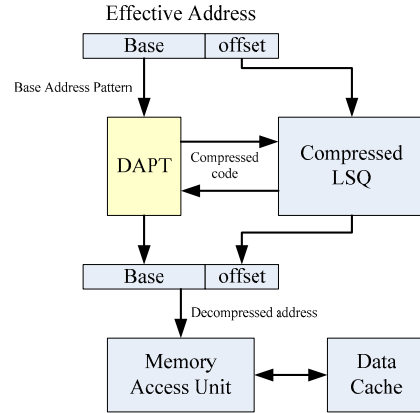 Effective Address
Base offset
Base Address Pattern
DAPT
Compressed
code
Compressed
LSQ
Base offset
Decompressed address
Memory
Access Unit
Data
Cache